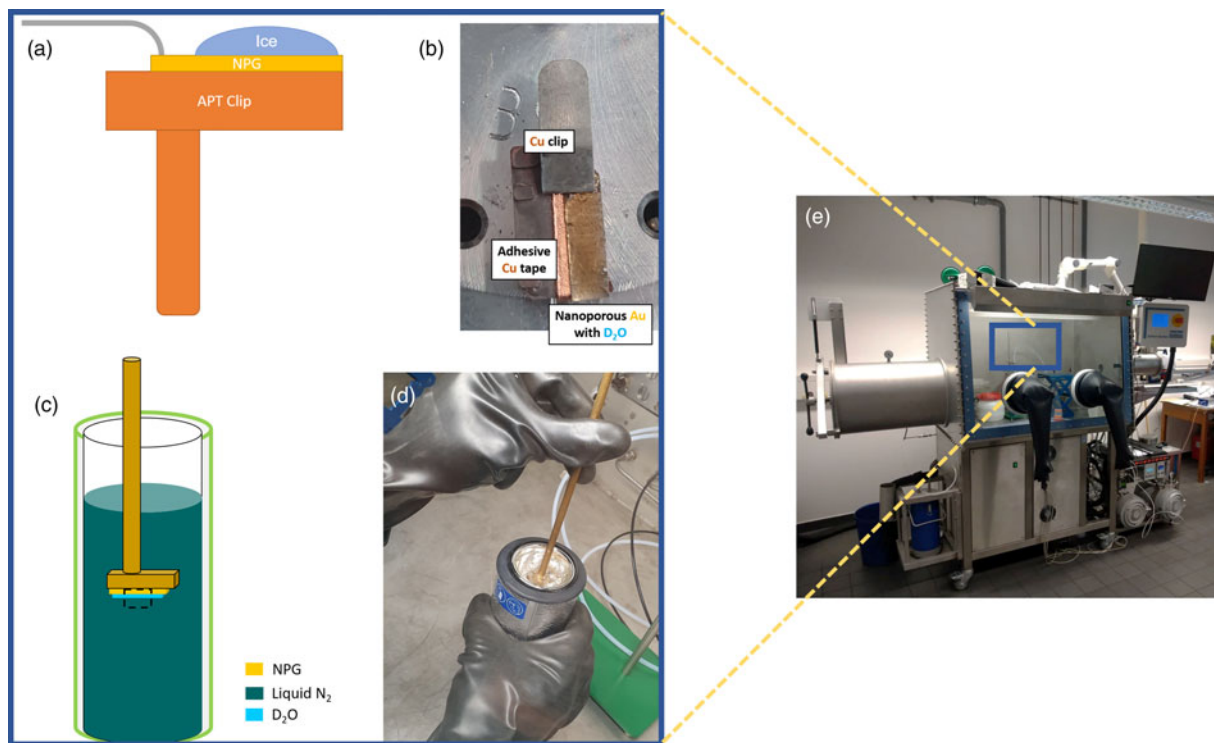 (a)
Ice
NPG
APT Clip
(b)
Cu clip
Adhesive
Cu tape
Nanoporous Au
with D₂O
(c)
NPG
Liquid N₂
D₂O
(d)
(e)